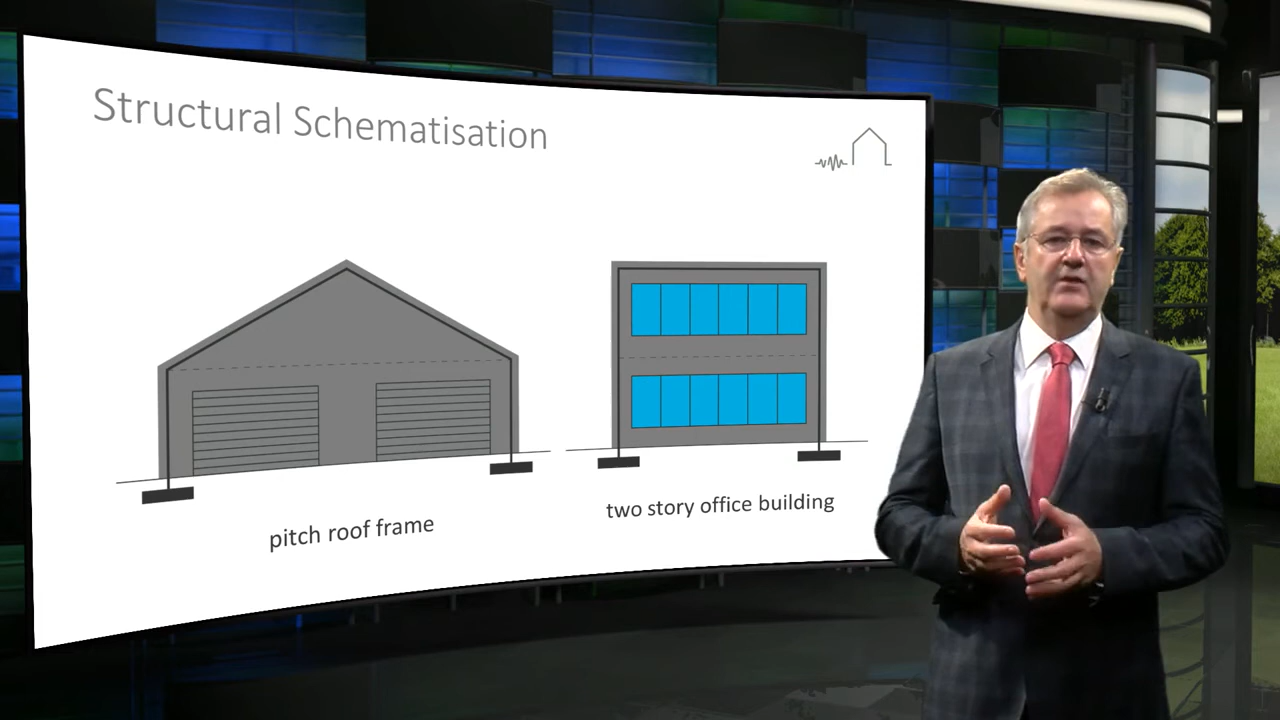 Structural Schematisation
pitch roof frame
two story office building